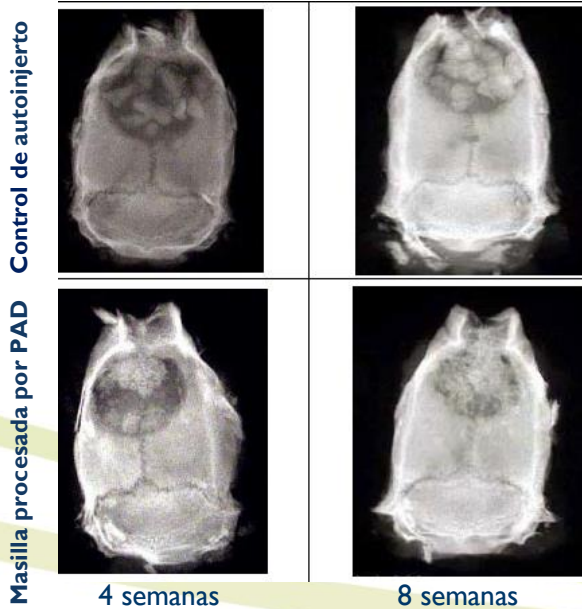 Control de autoinjerto
Masilla procesada por PAD
4 semanas
8 semanas